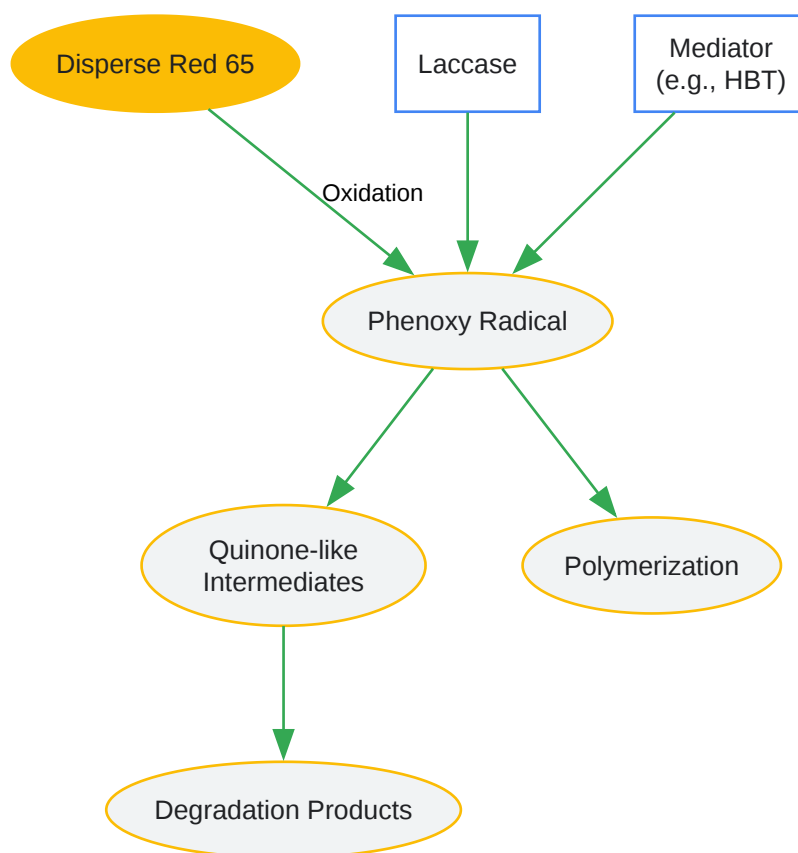 Disperse Red 65
Laccase
Mediator
(e.g., HBT)
Oxidation
Phenoxy Radical
Quinone-like
Intermediates
Polymerization
Degradation Products